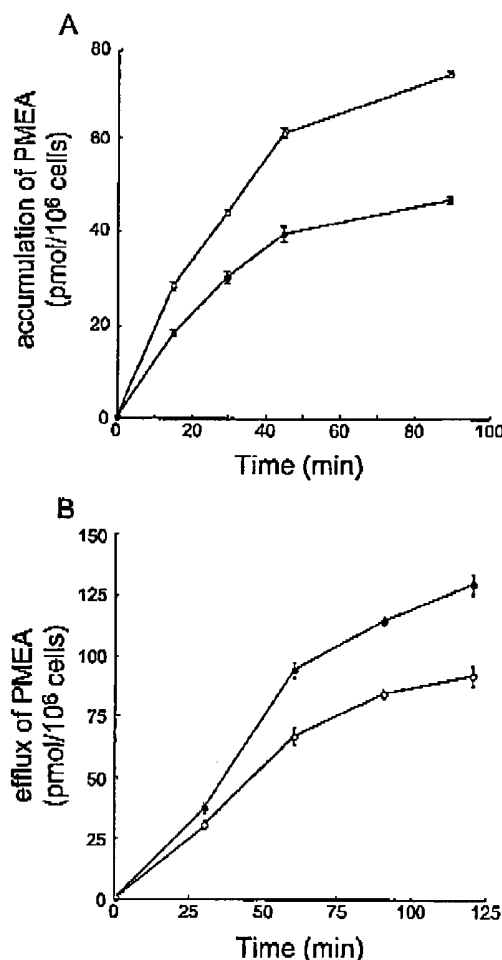 A
80
60
40
20
0
accumulation of PMEA
(pmol/10⁶ cells)
0 20 40 60 80 100
Time (min)
B
150
125
100
75
50
25
0
efflux of PMEA
(pmol/10⁶ cells)
0 25 50 75 100 125
Time (min)